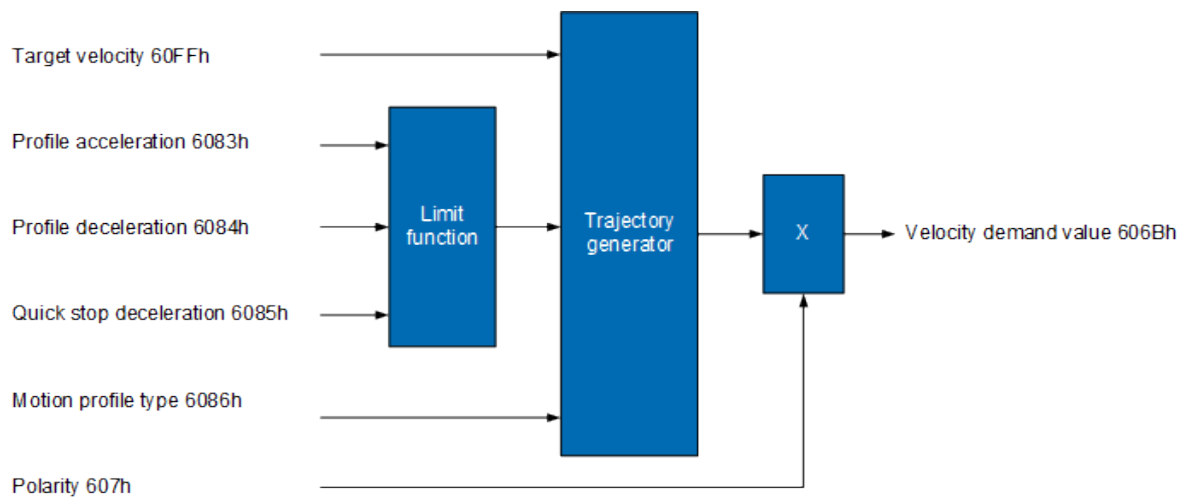 Target velocity 60FFh
Profile acceleration 6083h
Profile deceleration 6084h
Limit
function
Trajectory
generator
X
Velocity demand value 606Bh
Quick stop deceleration 6085h
Motion profile type 6086h
Polarity 607h